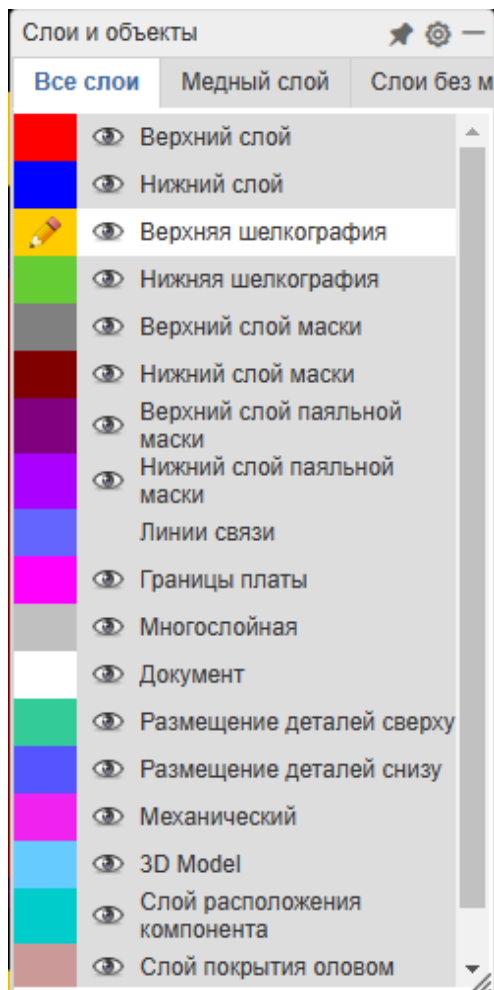 Слои и объекты
Все слои Медный слой Слои без м
Верхний слой
Нижний слой
Верхняя шелкография
Нижняя шелкография
Верхний слой маски
Нижний слой маски
Верхний слой паяльной
маски
Нижний слой паяльной
маски
Линии связи
Границы платы
Многослойная
Документ
Размещение деталей сверху
Размещение деталей снизу
Механический
3D Model
Слой расположения
компонента
Слой покрытия оловом